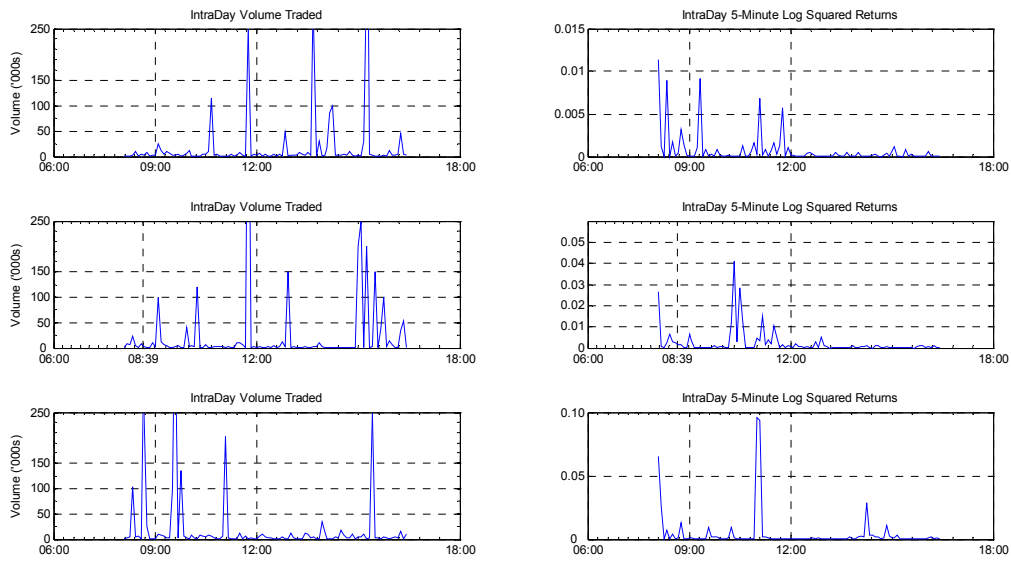 IntraDay Volume Traded
Volume ('000s)
250
200
150
100
50
0
06:00 09:00 12:00 18:00
IntraDay 5-Minute Log Squared Returns
0.015
0.01
0.005
0
06:00 09:00 12:00 18:00
IntraDay Volume Traded
Volume ('000s)
250
200
150
100
50
0
06:00 08:39 12:00 18:00
IntraDay 5-Minute Log Squared Returns
0.05
0.04
0.03
0.02
0.01
0
06:00 08:39 12:00 18:00
IntraDay Volume Traded
Volume ('000s)
250
200
150
100
50
0
06:00 09:00 12:00 18:00
IntraDay 5-Minute Log Squared Returns
0.10
0.05
0
06:00 09:00 12:00 18:00